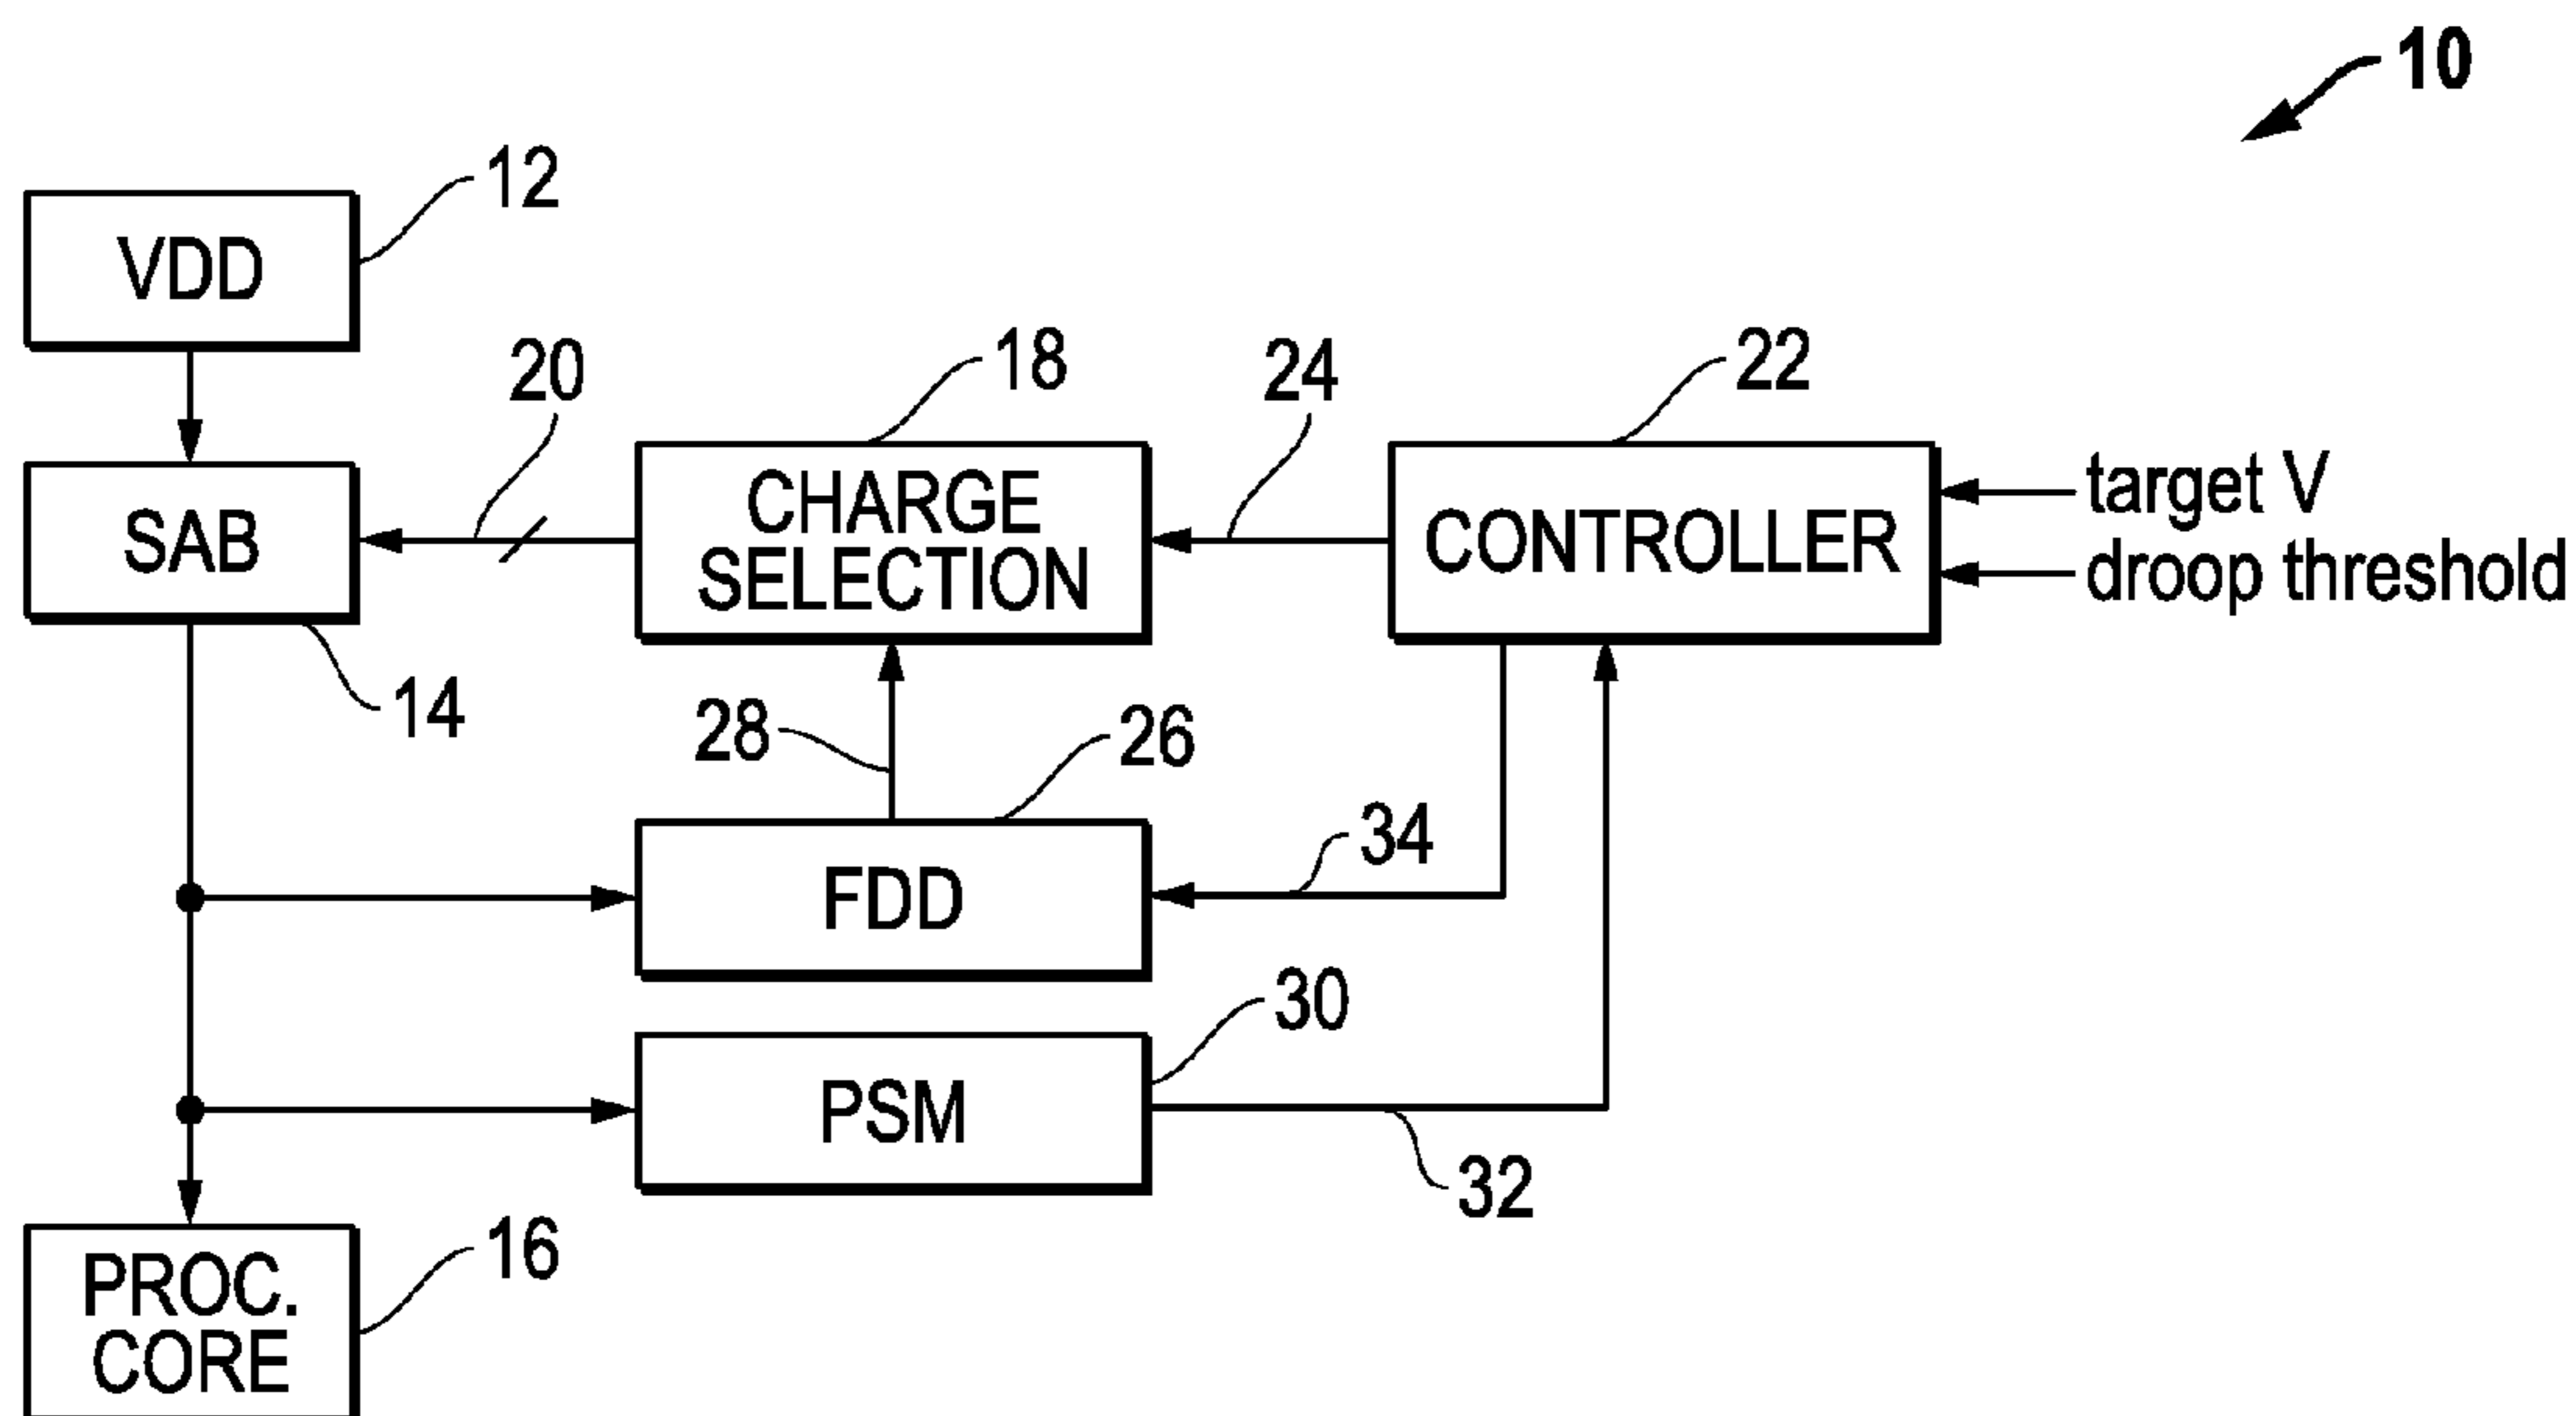 10
12
VDD
20
18
24
22
SAB
CHARGE
SELECTION
CONTROLLER
target V
droop threshold
14
28
26
34
FDD
30
PSM
32
16
PROC.
CORE